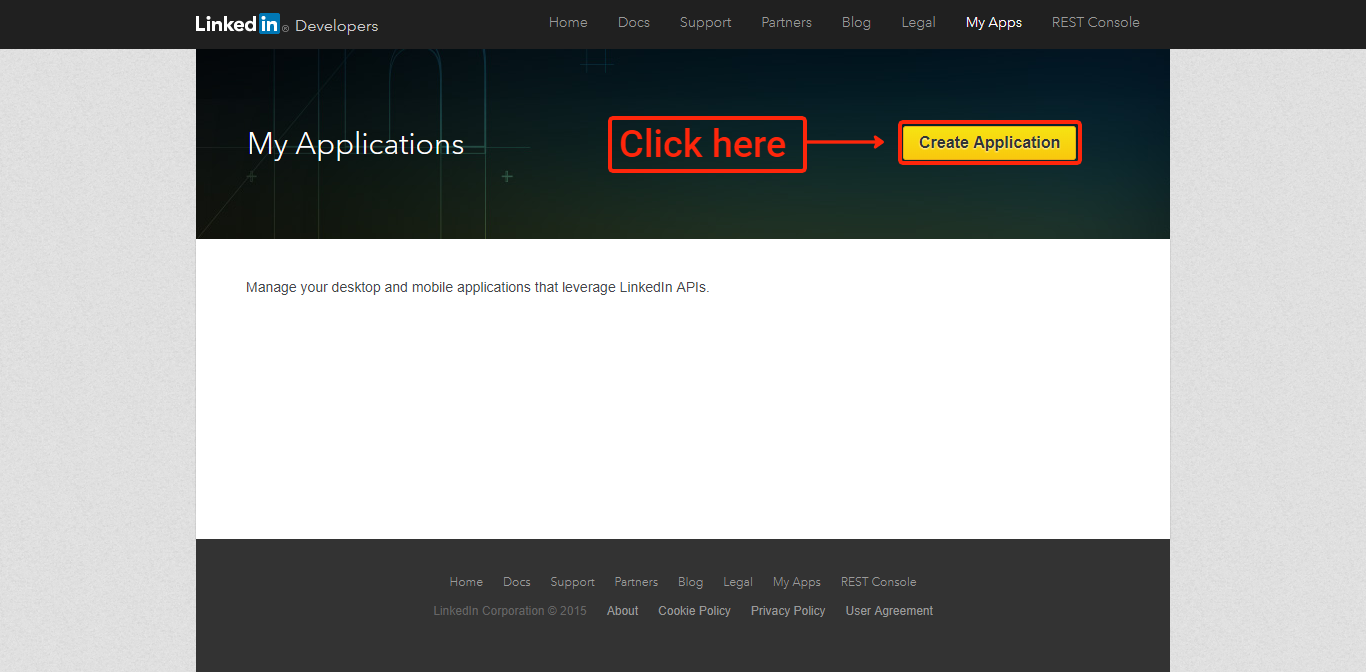 Linked in ® Developers
Home Docs Support Partners Blog Legal My Apps REST Console
My Applications
Click here
Create Application
Manage your desktop and mobile applications that leverage LinkedIn APIs.
Home Docs Support Partners Blog Legal My Apps REST Console
LinkedIn Corporation © 2015 About Cookie Policy Privacy Policy User Agreement